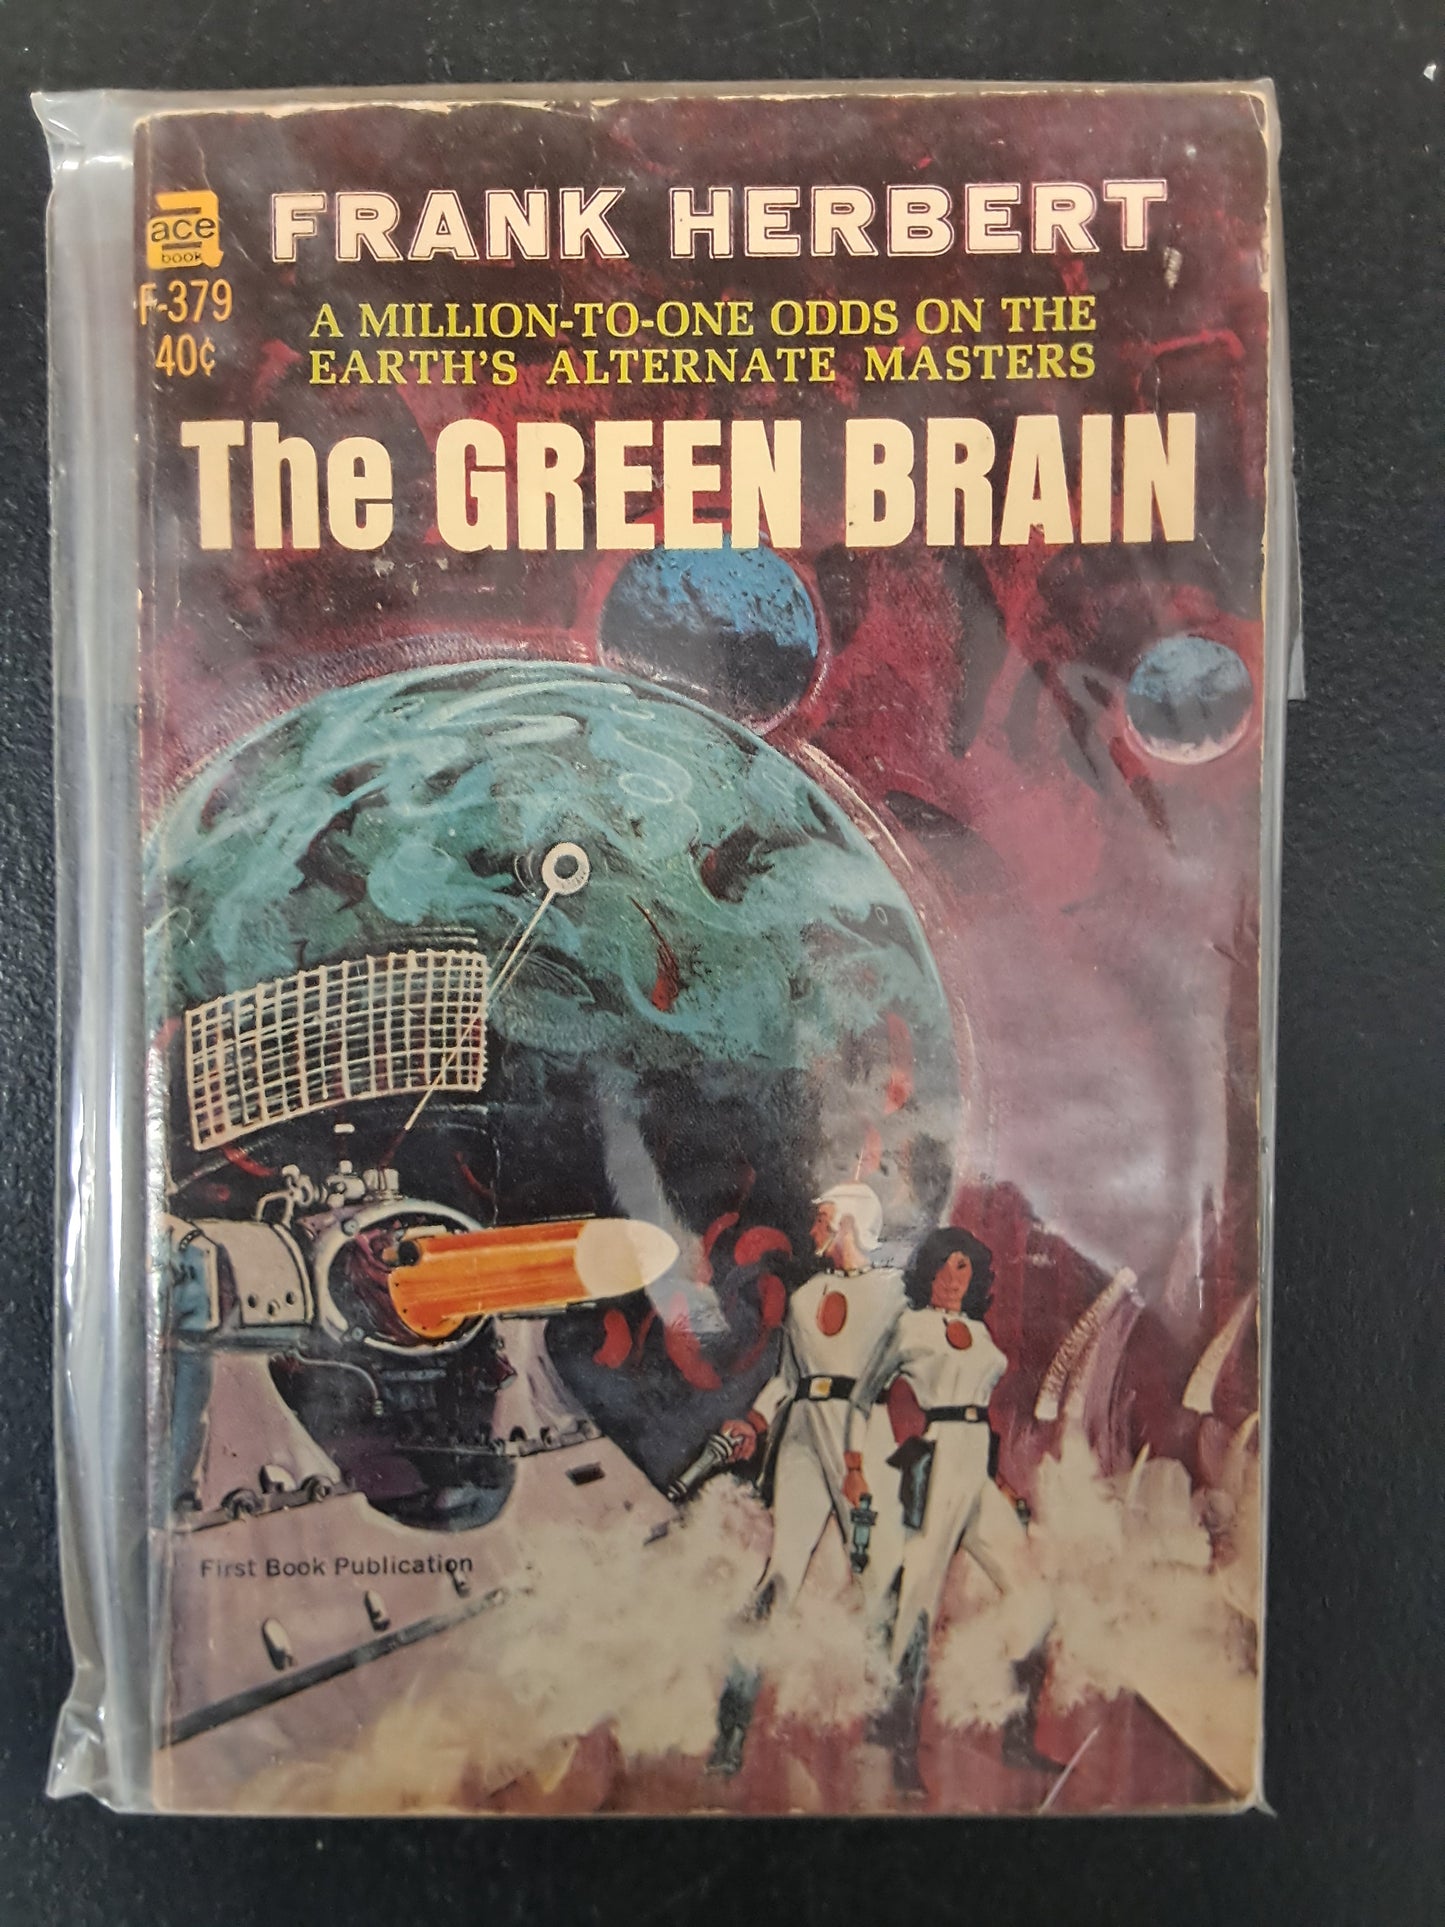 ace
book
F-379
40¢
FRANK HERBERT
A MILLION-TO-ONE ODDS ON THE
EARTH'S ALTERNATE MASTERS
The GREEN BRAIN
First Book Publication